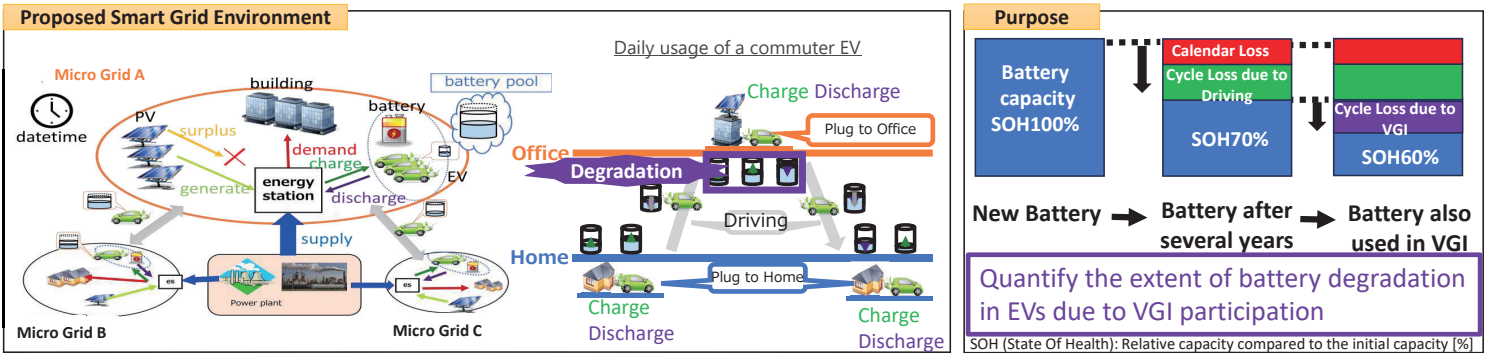 Proposed Smart Grid Environment
Micro Grid A
datetime
PV
building
battery
battery pool
surplus
demand
charge
generate
energy
station
discharge
EV
supply
es
Power plant
es
Micro Grid B
Micro Grid C
Daily usage of a commuter EV
Charge Discharge
Plug to Office
Office
Degradation
Driving
Home
Plug to Home
Charge
Discharge
Charge
Discharge
Purpose
Battery
capacity
SOH100%
Calendar Loss
Cycle Loss due to
Driving
SOH70%
Cycle Loss due to
VGI
SOH60%
New Battery
Battery after
several years
Battery also
used in VGI
Quantify the extent of battery degradation
in EVs due to VGI participation
SOH (State Of Health): Relative capacity compared to the initial capacity [%]